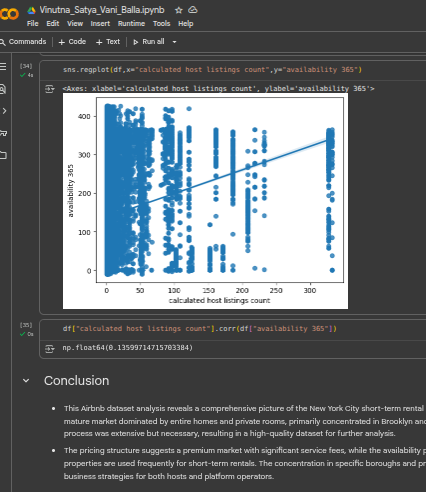 Vinutna_Satya_Vani_Balla.ipynb
File Edit View Insert Runtime Tools Help
Commands + Code + Text Run all
[34]
4s
sns.regplot(df,x="calculated host listings count",y="availability 365")
<Axes: xlabel='calculated host listings count', ylabel='availability 365'>
400
300
200
100
0
availability 365
0 50 100 150 200 250 300
calculated host listings count
[35]
0s
df["calculated host listings count"].corr(df["availability 365"])
np.float64(0.13599714715703384)
Conclusion
This Airbnb dataset analysis reveals a comprehensive picture of the New York City short-term rental
mature market dominated by entire homes and private rooms, primarily concentrated in Brooklyn
process was extensive but necessary, resulting in a high-quality dataset for further analysis.
The pricing structure suggests a premium market with significant service fees, while the availability
properties are used frequently for short-term rentals. The concentration in specific boroughs and
business strategies for both hosts and platform operators.